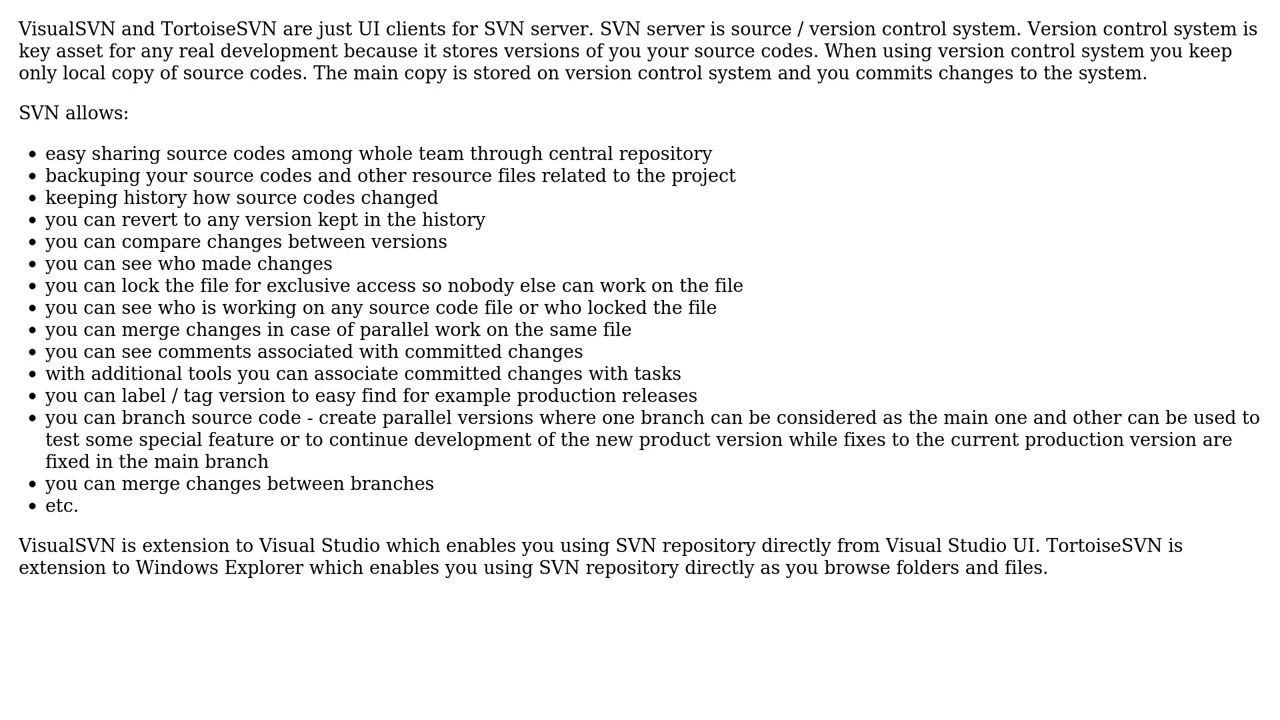 VisualSVN and TortoiseSVN are just UI clients for SVN server. SVN server is source / version control system. Version control system is
key asset for any real development because it stores versions of you your source codes. When using version control system you keep
only local copy of source codes. The main copy is stored on version control system and you commits changes to the system.
SVN allows:
• easy sharing source codes among whole team through central repository
• backuping your source codes and other resource files related to the project
• keeping history how source codes changed
• you can revert to any version kept in the history
• you can compare changes between versions
• you can see who made changes
• you can lock the file for exclusive access so nobody else can work on the file
• you can see who is working on any source code file or who locked the file
• you can merge changes in case of parallel work on the same file
• you can see comments associated with committed changes
• with additional tools you can associate committed changes with tasks
• you can label / tag version to easy find for example production releases
• you can branch source code - create parallel versions where one branch can be considered as the main one and other can be used to
test some special feature or to continue development of the new product version while fixes to the current production version are
fixed in the main branch
• you can merge changes between branches
• etc.
VisualSVN is extension to Visual Studio which enables you using SVN repository directly from Visual Studio UI. TortoiseSVN is
extension to Windows Explorer which enables you using SVN repository directly as you browse folders and files.